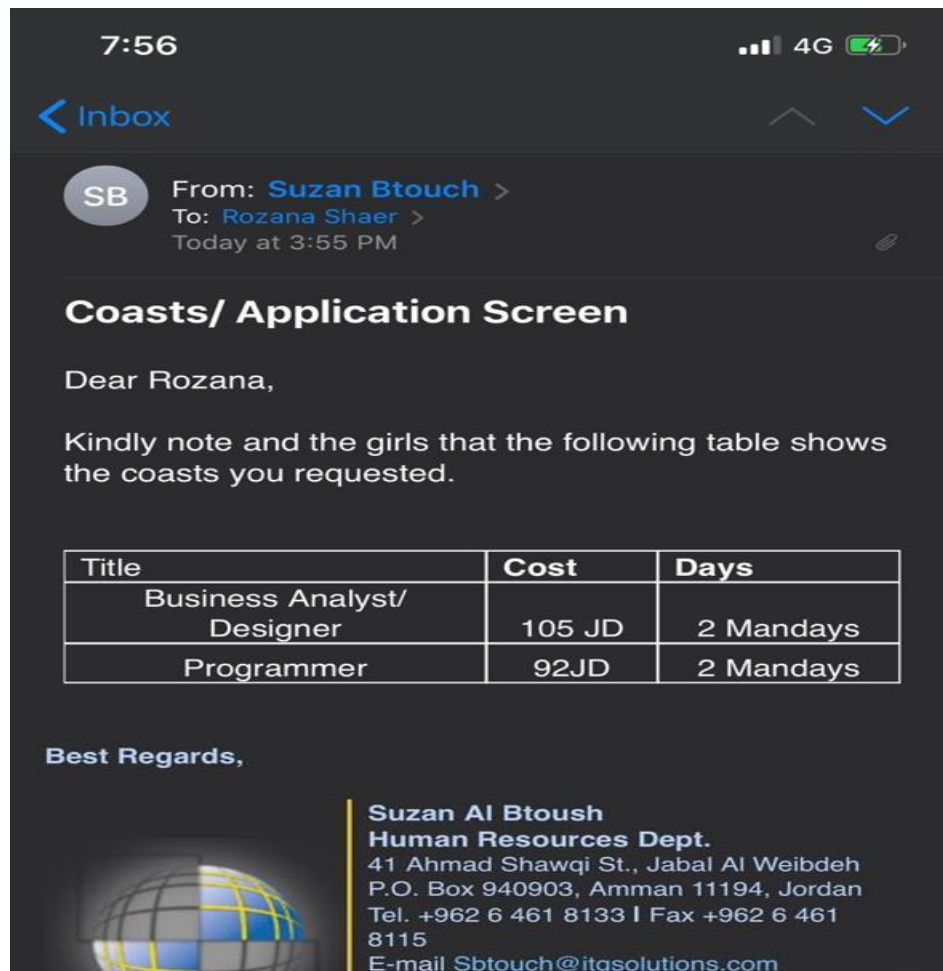 7:56 4G
Inbox
SB
From: Suzan Btouch >
To: Rozana Shaer >
Today at 3:55 PM
Coasts/ Application Screen
Dear Rozana,
Kindly note and the girls that the following table shows
the coasts you requested.
Title Cost Days
Business Analyst/
Designer 105 JD 2 Mandays
Programmer 92JD 2 Mandays
Best Regards,
Suzan Al Btoush
Human Resources Dept.
41 Ahmad Shawqi St., Jabal Al Weibdeh
P.O. Box 940903, Amman 11194, Jordan
Tel. +962 6 461 8133 | Fax +962 6 461
8115
E-mail Sbtouch@itgsolutions.com